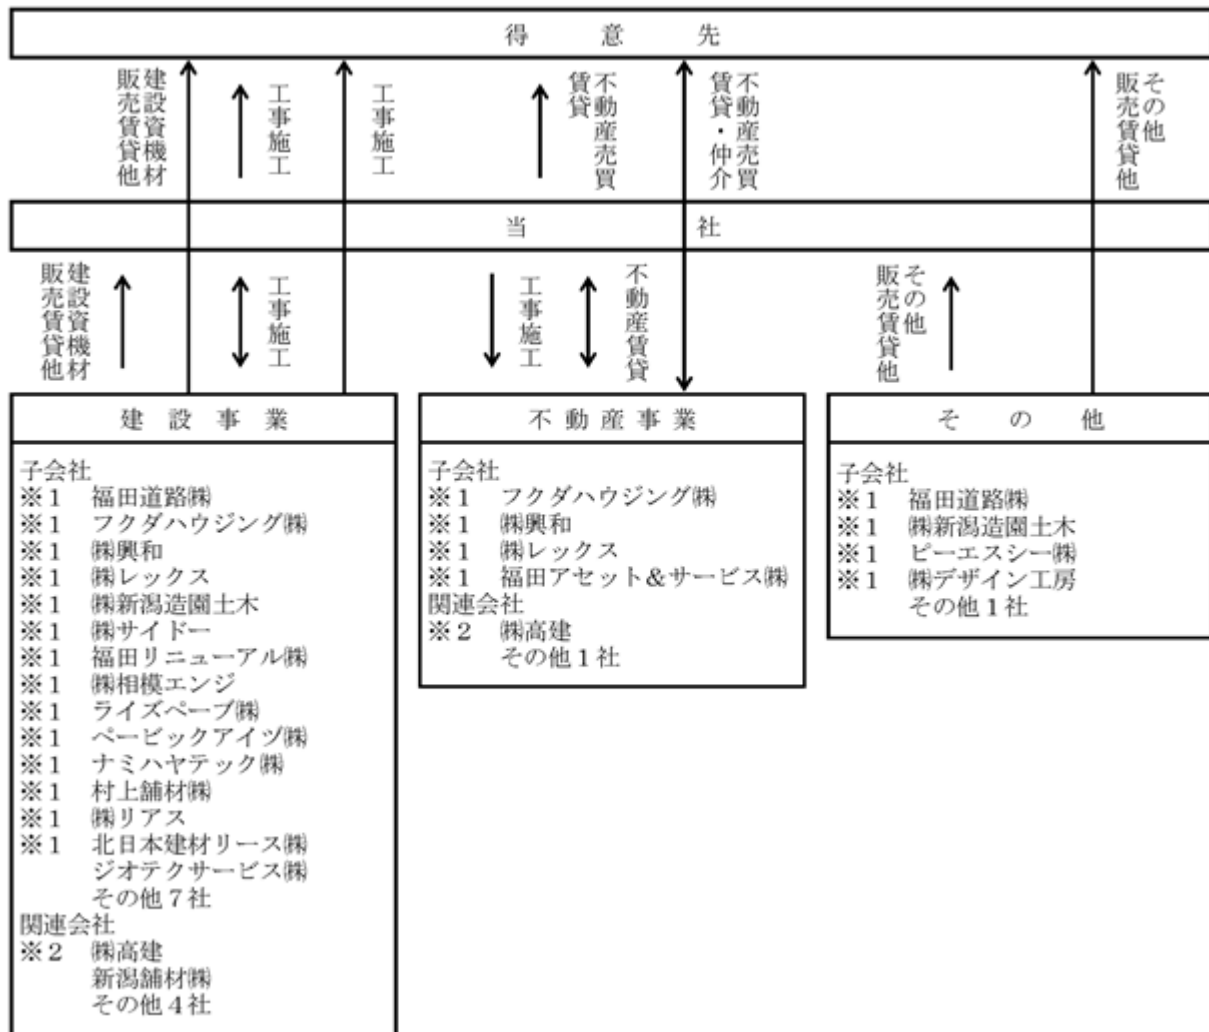 得意先
建設資機材
販売賃貸他
工事施工
工事施工
不動産売買
賃貸
不動産売買
賃貸・仲介
その他
販売賃貸他
当社
建設資機材
販売賃貸他
工事施工
工事施工
不動産賃貸
その他
販売賃貸他
建設事業
子会社
※1 福田道路㈱
※1 フクダハウジング㈱
※1 ㈱興和
※1 ㈱レックス
※1 ㈱新潟造園土木
※1 ㈱サイドー
※1 福田リニューアル㈱
※1 ㈱相模エンジ
※1 ライズペーブ㈱
※1 ペービックアイヅ㈱
※1 ナミハヤテック㈱
※1 村上舗材㈱
※1 ㈱リアス
※1 北日本建材リース㈱
ジオテクサービス㈱
その他7社
関連会社
※2 ㈱高建
新潟舗材㈱
その他4社
不動産事業
子会社
※1 フクダハウジング㈱
※1 ㈱興和
※1 ㈱レックス
※1 福田アセット&サービス㈱
関連会社
※2 ㈱高建
その他1社
その他
子会社
※1 福田道路㈱
※1 ㈱新潟造園土木
※1 ピーエスシー㈱
※1 ㈱デザイン工房
その他1社